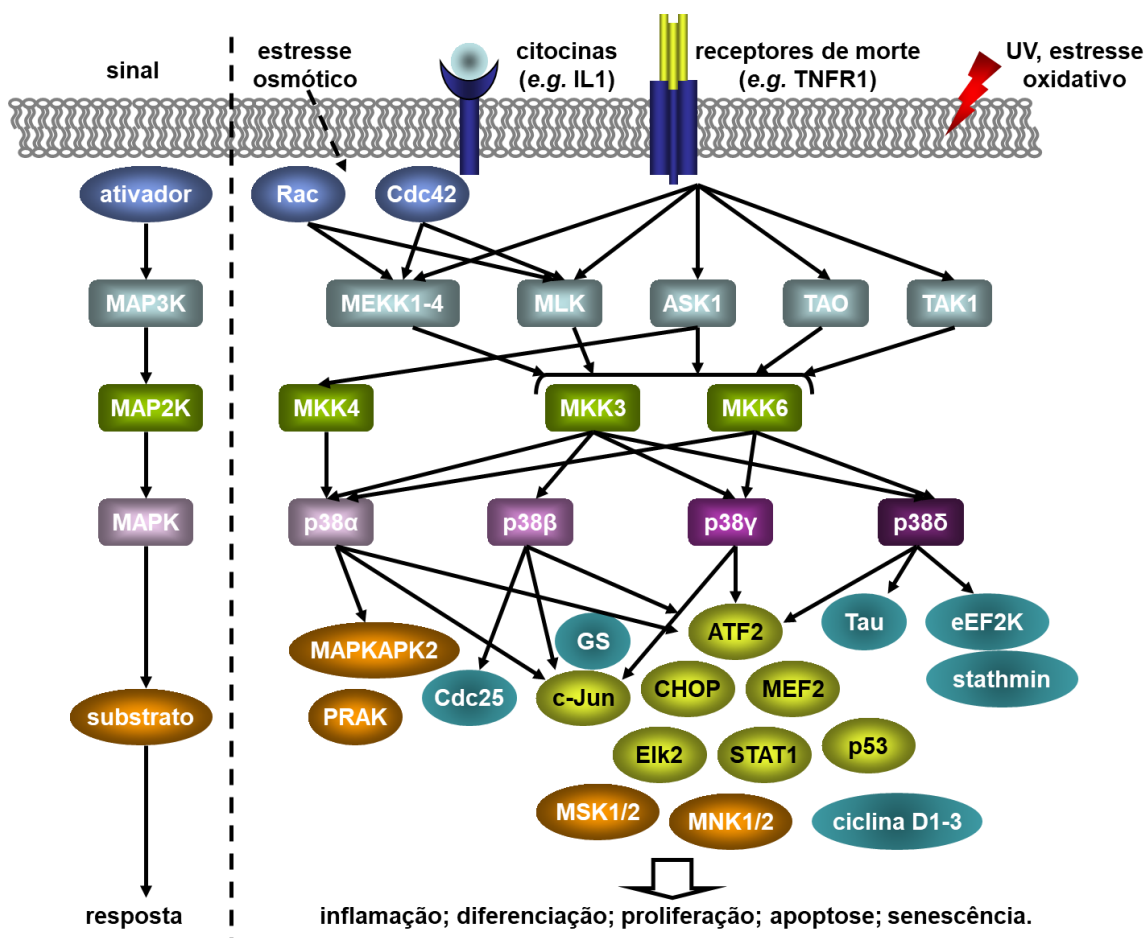 sinal
estresse
osmótico
citocinas
(e.g. IL1)
receptores de morte
(e.g. TNFR1)
UV, estresse
oxidativo
ativador
Rac
Cdc42
MAP3K
MEKK1-4
MLK
ASK1
TAO
TAK1
MAP2K
MKK4
MKK3
MKK6
MAPK
p38α
p38β
p38γ
p38δ
MAPKAPK2
GS
ATF2
Tau
eEF2K
Cdc25
c-Jun
CHOP
MEF2
stathmin
substrato
PRAK
Elk2
STAT1
p53
MSK1/2
MNK1/2
ciclina D1-3
resposta
inflamação; diferenciação; proliferação; apoptose; senescência.